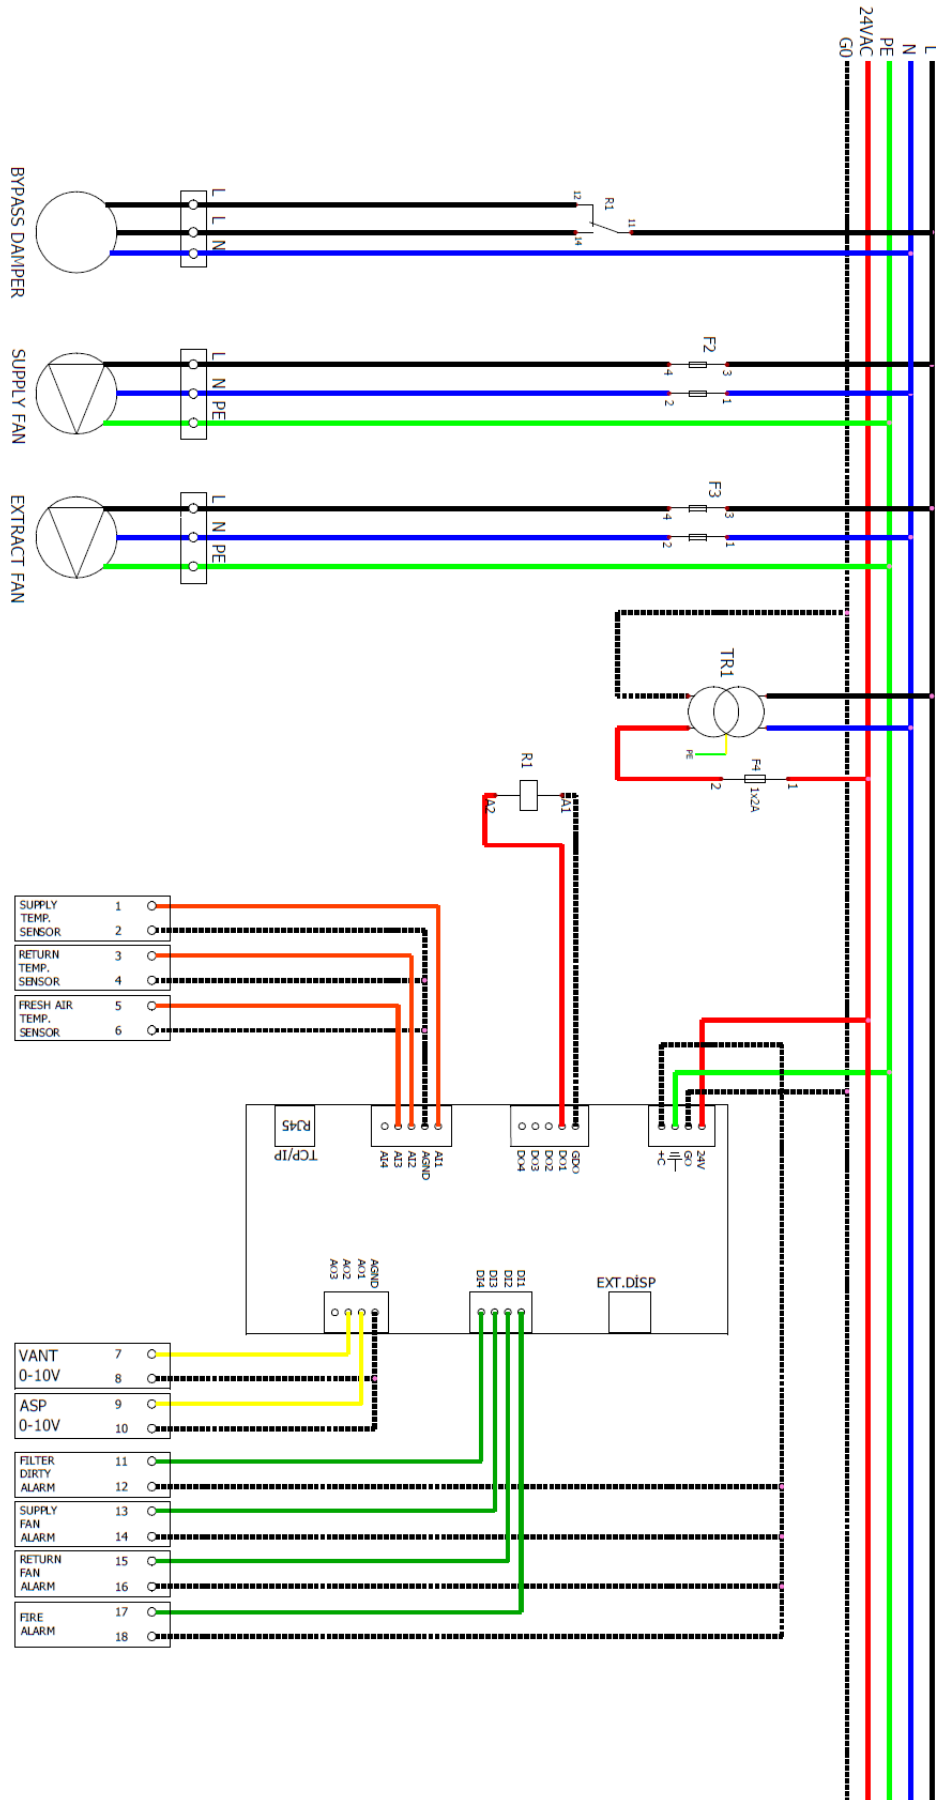 G0
24VAC
PE
N
L
BYPASS DAMPER
L
L
N
12
14
R1
11
SUPPLY FAN
L
N
PE
F2
4
3
2
1
EXTRACT FAN
L
N
PE
F3
4
3
2
1
TR1
PE
F4
1x2A
2
1
R1
A2
A1
SUPPLY
TEMP.
SENSOR
1
2
RETURN
TEMP.
SENSOR
3
4
FRESH AIR
TEMP.
SENSOR
5
6
RJ45
TCP/IP
AI4
AI3
AI2
AGND
AI1
DO4
DO3
DO2
DO1
GDO
+C
GO
24V
AO3
AO2
AO1
AGND
DI4
DI3
DI2
DI1
EXT.DİSP
VANT
0-10V
7
8
ASP
0-10V
9
10
FILTER
DIRTY
ALARM
11
12
SUPPLY
FAN
ALARM
13
14
RETURN
FAN
ALARM
15
16
FIRE
ALARM
17
18